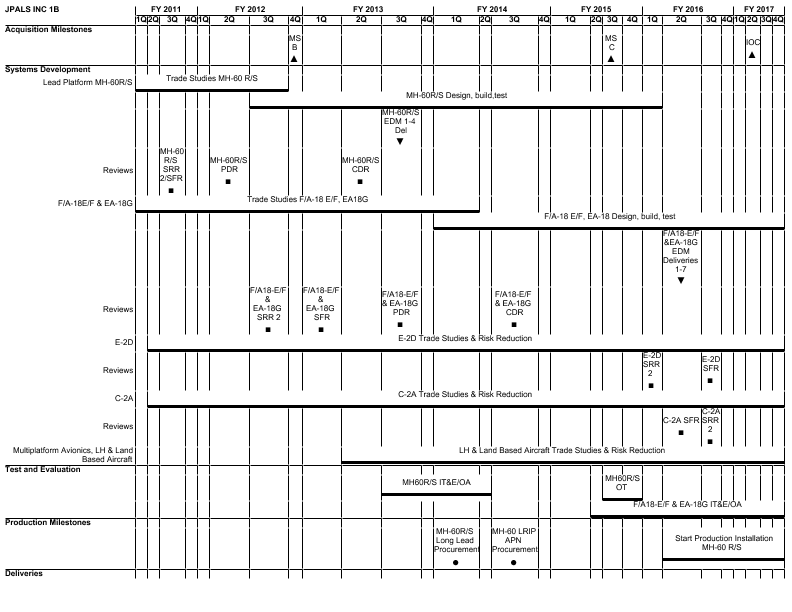 JPALS INC 1B
FY 2011 FY 2012 FY 2013 FY 2014 FY 2015 FY 2016 FY 2017
1Q 2Q 3Q 4Q 1Q 2Q 3Q 4Q 1Q 2Q 3Q 4Q 1Q 2Q 3Q 4Q 1Q 2Q 3Q 4Q 1Q 2Q 3Q 4Q 1Q 2Q 3Q 4Q
Acquisition Milestones
MS
B
MS
C
IOC
Systems Development
Lead Platform MH-60R/S
Trade Studies MH-60 R/S
MH-60R/S Design, build,test
MH-60R/S
EDM 1-4
Del
Reviews
MH-60
R/S
SRR
2/SFR
MH-60R/S
PDR
MH-60R/S
CDR
F/A-18E/F & EA-18G
Trade Studies F/A-18 E/F, EA18G
F/A-18 E/F, EA-18 Design, build, test
F/A18-E/F
&EA-18G
EDM
Deliveries
1-7
Reviews
F/A18-E/F
&
EA-18G
SRR 2
F/A18-E/F
&
EA-18G
SFR
F/A18-E/F
& EA-18G
PDR
F/A18-E/F
& EA-18G
CDR
E-2D
E-2D Trade Studies & Risk Reduction
Reviews
E-2D
SRR
2
E-2D
SFR
C-2A
C-2A Trade Studies & Risk Reduction
Reviews
C-2A SFR
C-2A
SRR
2
Multiplatform Avionics, LH & Land
Based Aircraft
LH & Land Based Aircraft Trade Studies & Risk Reduction
Test and Evaluation
MH60R/S IT&E/OA
MH60R/S
OT
F/A18-E/F & EA-18G IT&E/OA
Production Milestones
MH-60R/S
Long Lead
Procurement
MH-60 LRIP
APN
Procurement
Start Production Installation
MH-60 R/S
Deliveries